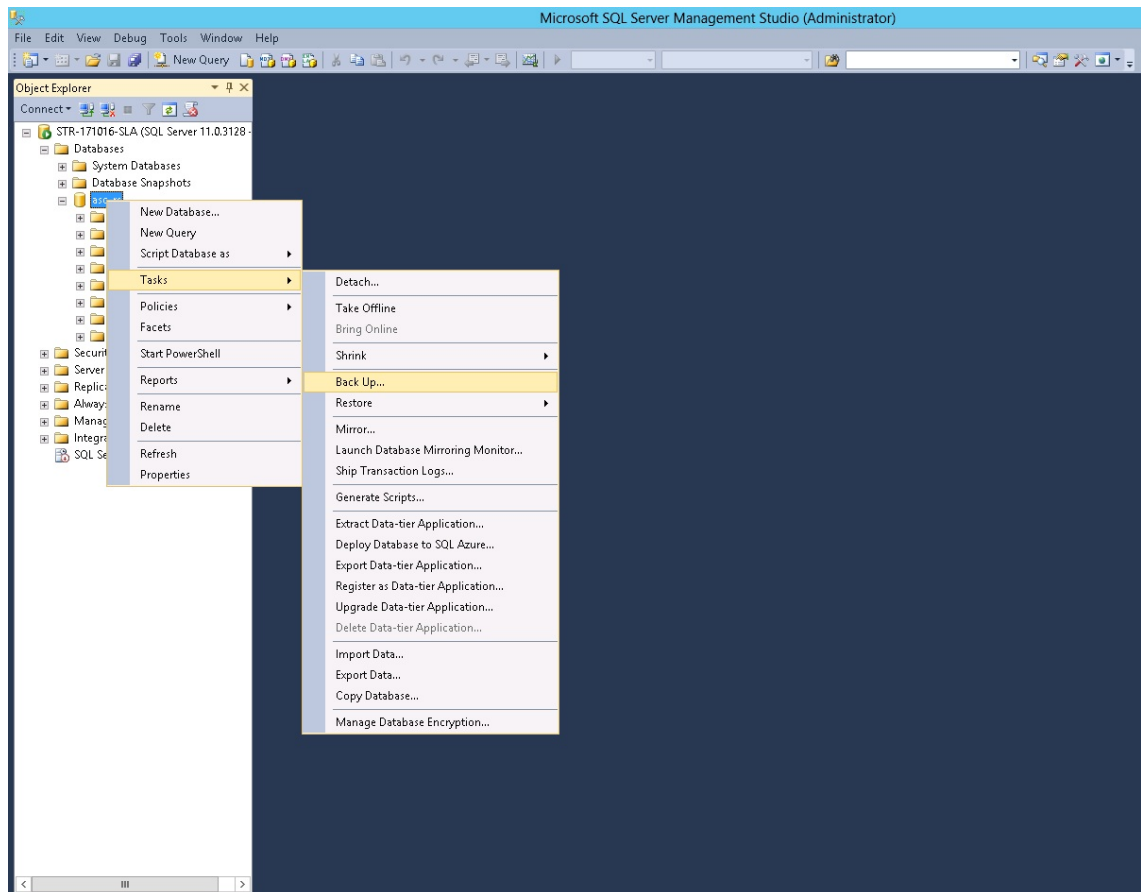 Microsoft SQL Server Management Studio (Administrator)
File Edit View Debug Tools Window Help
New Query
Object Explorer
Connect
STR-171016-SLA (SQL Server 11.0.3128 -
Databases
System Databases
Database Snapshots
New Database...
New Query
Script Database as
Tasks
Policies
Facets
Start PowerShell
Reports
Rename
Delete
Refresh
Properties
Detach...
Take Offline
Bring Online
Shrink
Back Up...
Restore
Mirror...
Launch Database Mirroring Monitor...
Ship Transaction Logs...
Generate Scripts...
Extract Data-tier Application...
Deploy Database to SQL Azure...
Export Data-tier Application...
Register as Data-tier Application...
Upgrade Data-tier Application...
Delete Data-tier Application...
Import Data...
Export Data...
Copy Database...
Manage Database Encryption...
Securit
Server
Replic
Always
Manag
Integra
SQL Se